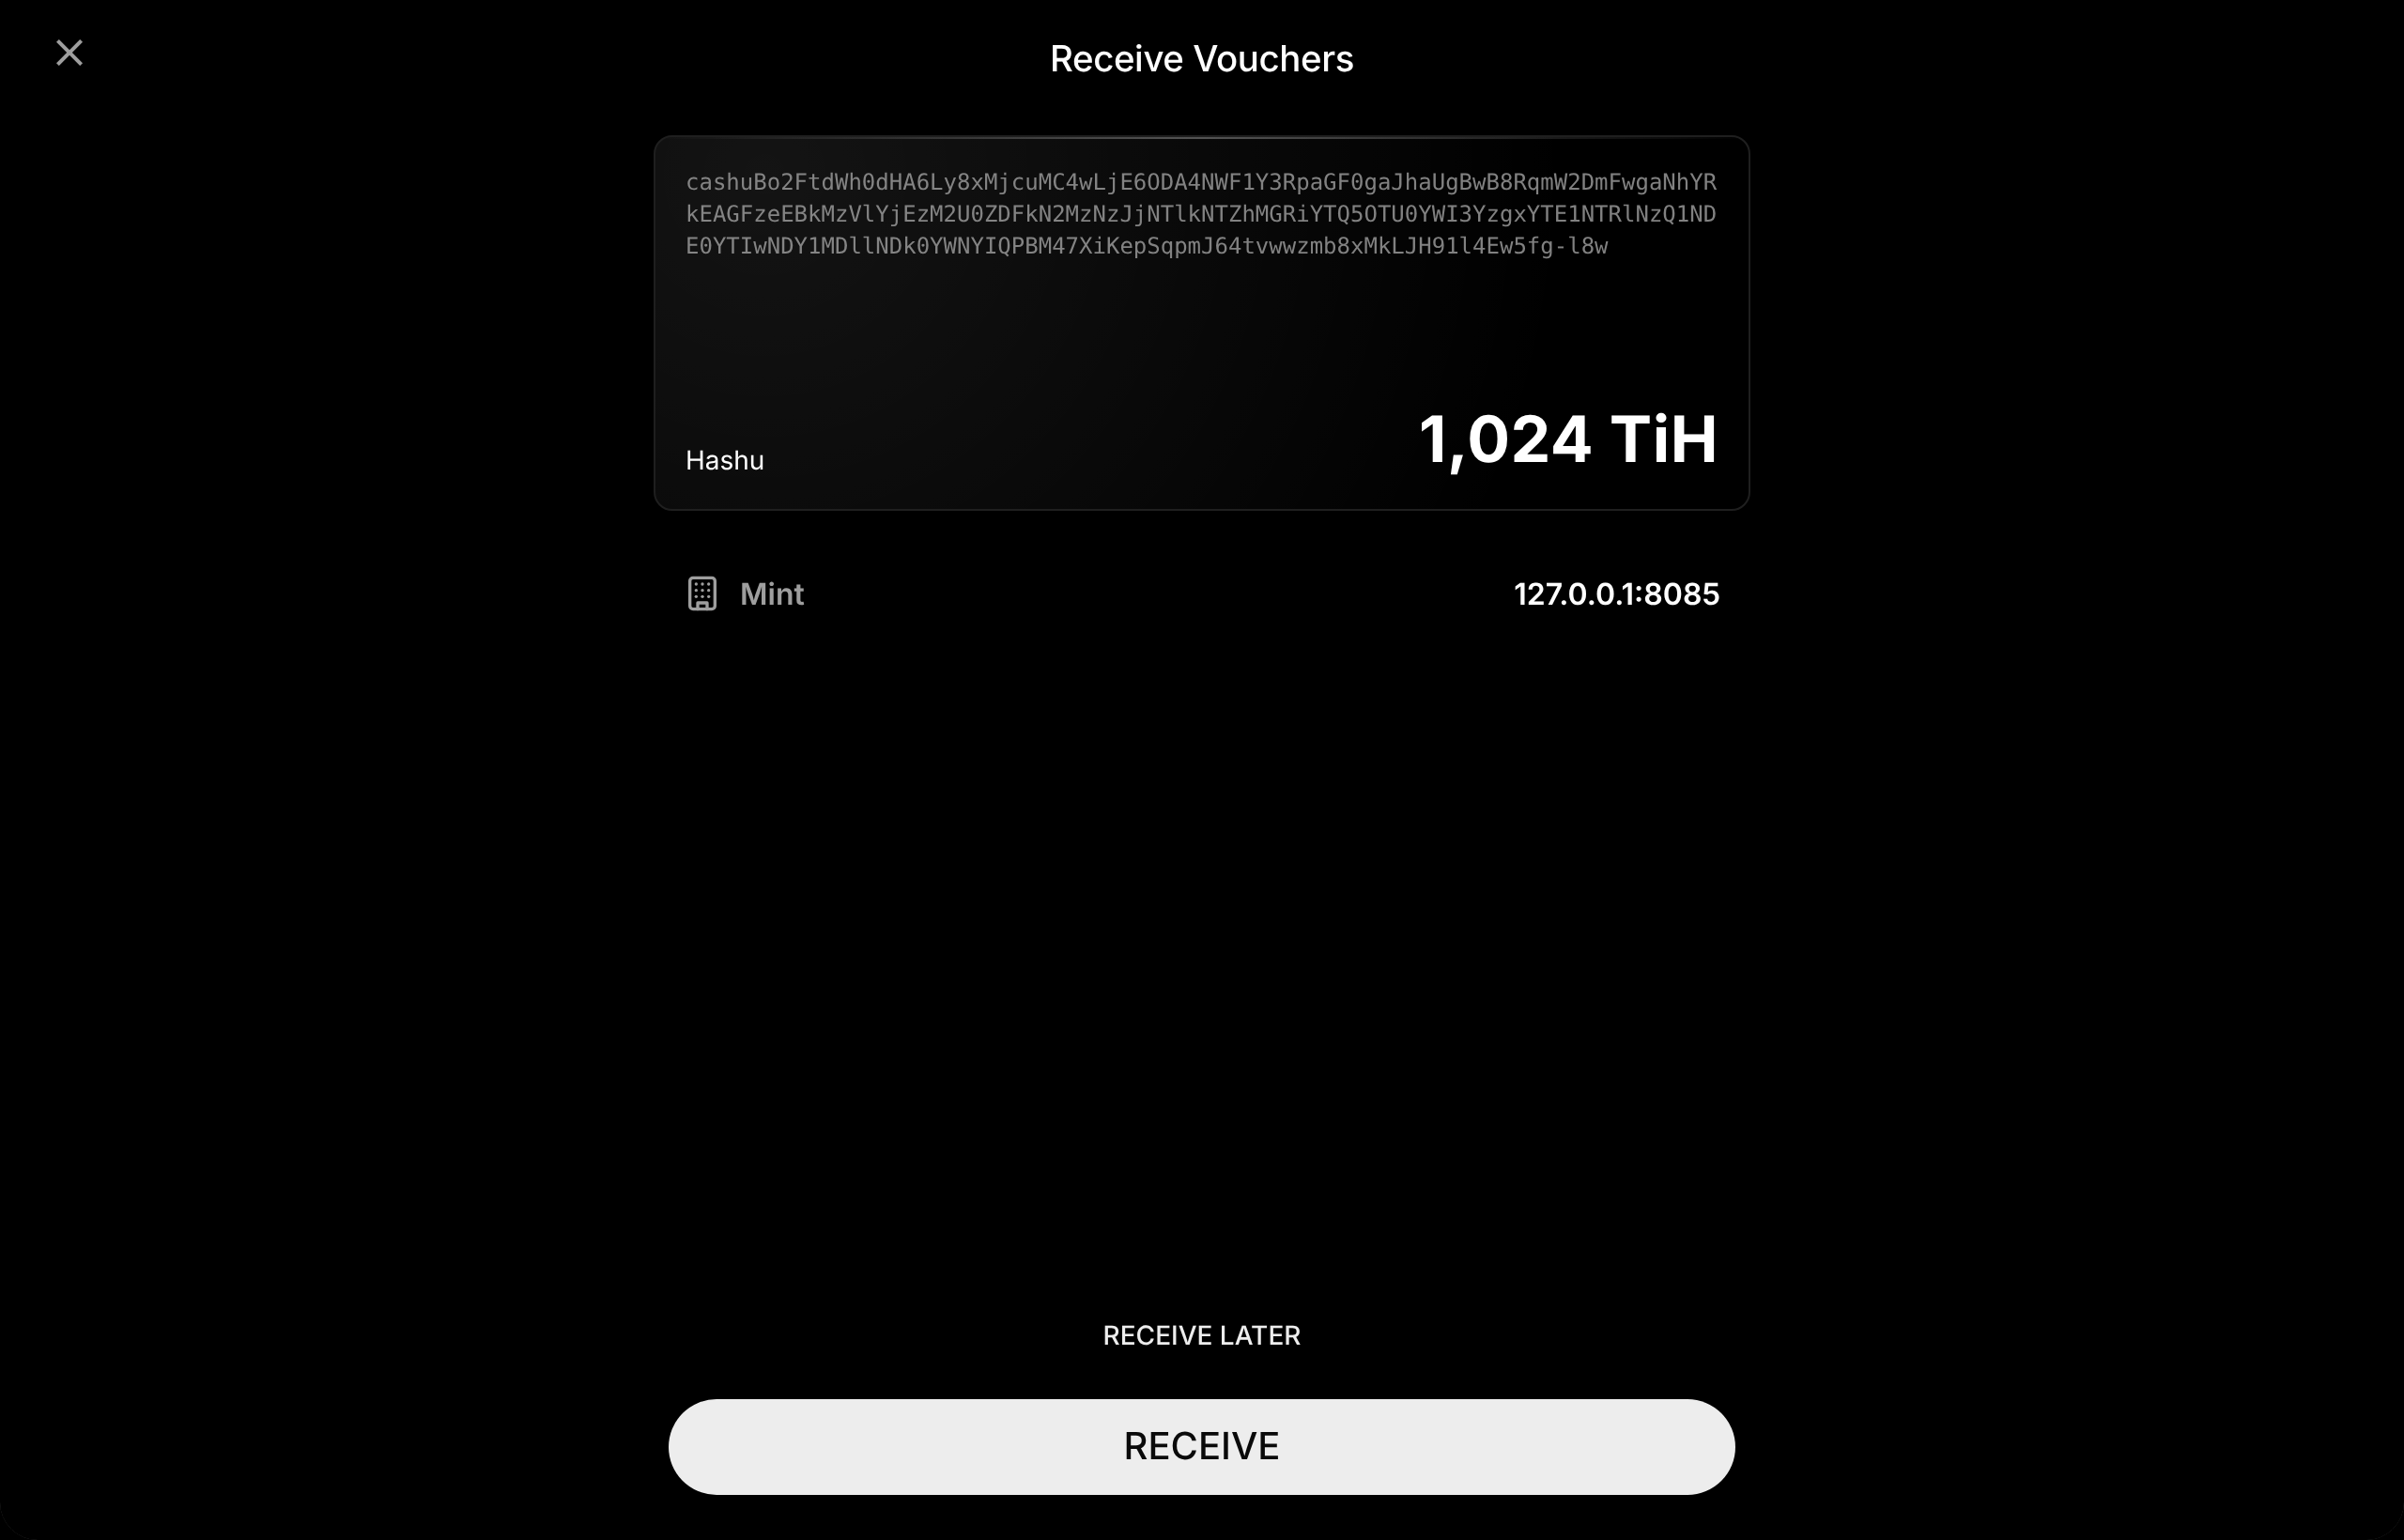 Receive Vouchers
cashuBo2FtdWh0dHA6Ly8xMjcuMC4wLjE6ODA4NWF1Y3RpaGF0gaJhaUgBwB8RqmW2DmFwgaNhYR
kEAGFzeEBkMzVlYjEzM2U0ZDFkN2MzNzJjNTlkNTZhMGRiYTQ5OTU0YWI3YzgxYTE1NTRlNzQ1ND
E0YTIwNDY1MDllNDk0YWNYIQPBM47XiKepSqpmJ64tvwwzmb8xMkLJH91l4Ew5fg-l8w
Hashu
1,024 TiH
Mint
127.0.0.1:8085
RECEIVE LATER
RECEIVE